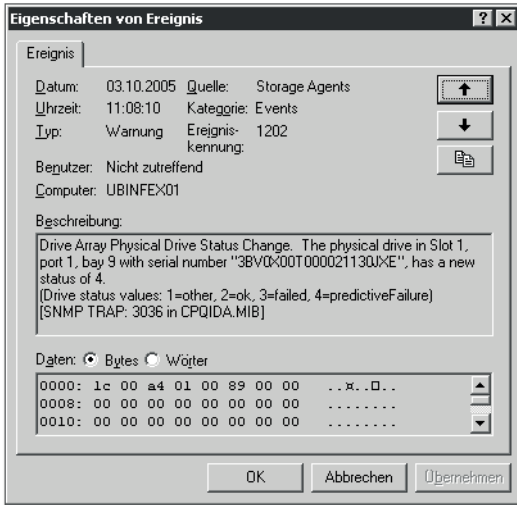 Eigenschaften von Ereignis
Ereignis
Datum: 03.10.2005 Quelle: Storage Agents
Uhrzeit: 11:08:10 Kategorie: Events
Typ: Warnung Ereignis-kennung: 1202
Benutzer: Nicht zutreffend
Computer: UBINFEX01
Beschreibung:
Drive Array Physical Drive Status Change. The physical drive in Slot 1,
port 1, bay 9 with serial number "3BV0X00T000021130JXE", has a new
status of 4.
(Drive status values: 1=other, 2=ok, 3=failed, 4=predictiveFailure)
[SNMP TRAP: 3036 in CPQIDA.MIB]
Daten: Bytes Wörter
0000: 1c 00 a4 01 00 89 00 00 ..¤..□..
0008: 00 00 00 00 00 00 00 00 ........
0010: 00 00 00 00 00 00 00 00 ........
OK Abbrechen Übernehmen